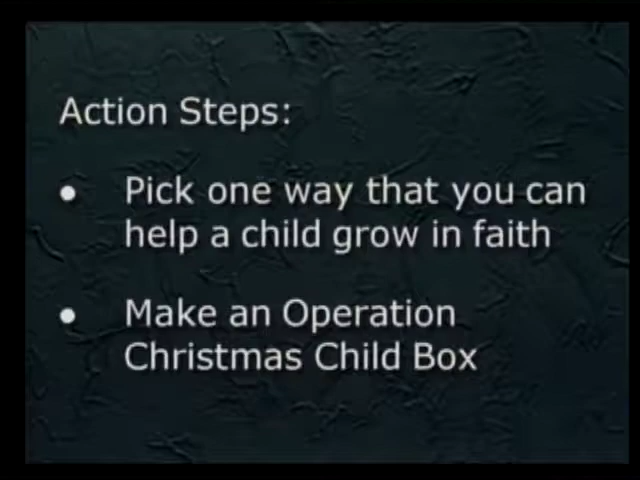 Action Steps:
• Pick one way that you can
help a child grow in faith
• Make an Operation
Christmas Child Box